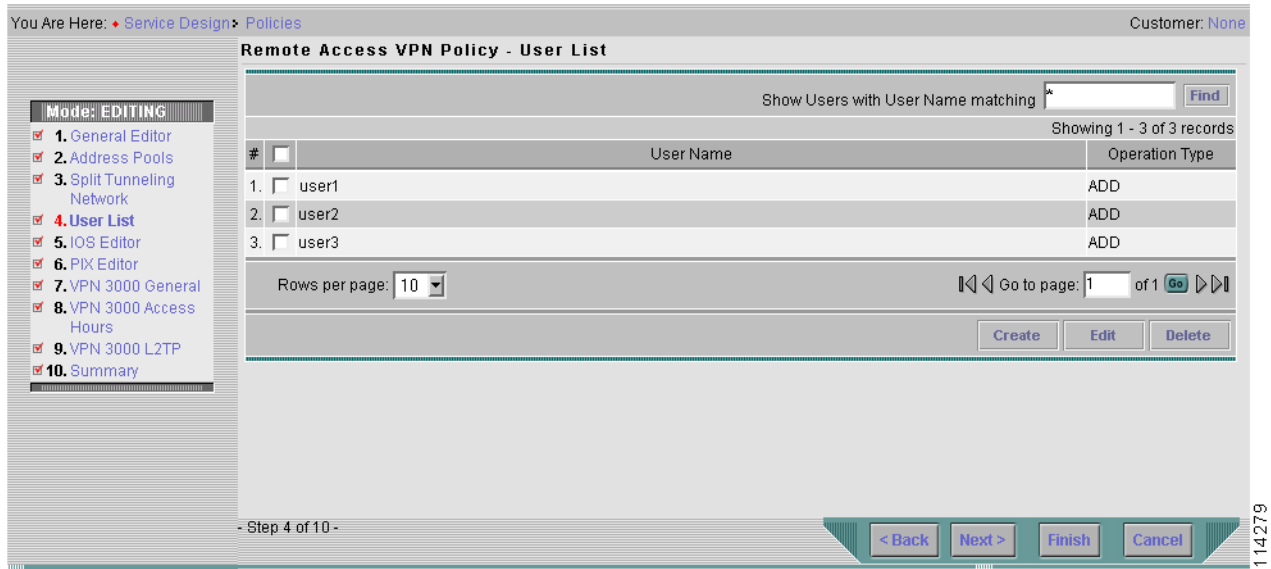 You Are Here: • Service Design Policies
Customer: None
Remote Access VPN Policy - User List
Mode: EDITING
1. General Editor
2. Address Pools
3. Split Tunneling
Network
4. User List
5. IOS Editor
6. PIX Editor
7. VPN 3000 General
8. VPN 3000 Access
Hours
9. VPN 3000 L2TP
10. Summary
Show Users with User Name matching * Find
Showing 1 - 3 of 3 records
# User Name Operation Type
1. user1 ADD
2. user2 ADD
3. user3 ADD
Rows per page: 10 Go to page: 1 of 1 Go
Create Edit Delete
- Step 4 of 10 -
< Back Next > Finish Cancel
114279